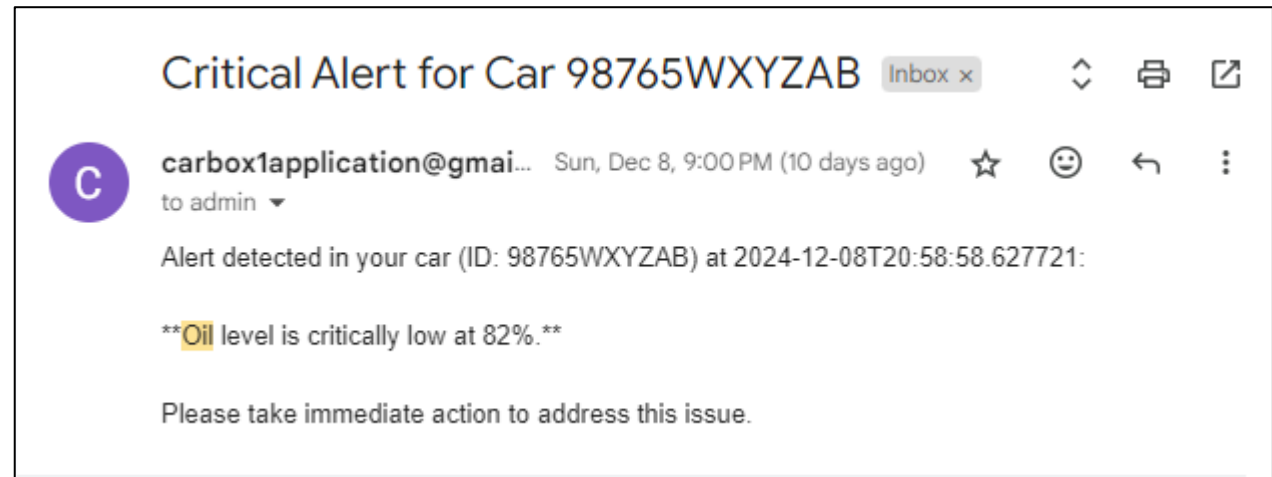 Critical Alert for Car 98765WXYZAB Inbox x
C
carbox1application@gmai... Sun, Dec 8, 9:00 PM (10 days ago)
to admin
Alert detected in your car (ID: 98765WXYZAB) at 2024-12-08T20:58:58.627721:
**Oil level is critically low at 82%.**
Please take immediate action to address this issue.